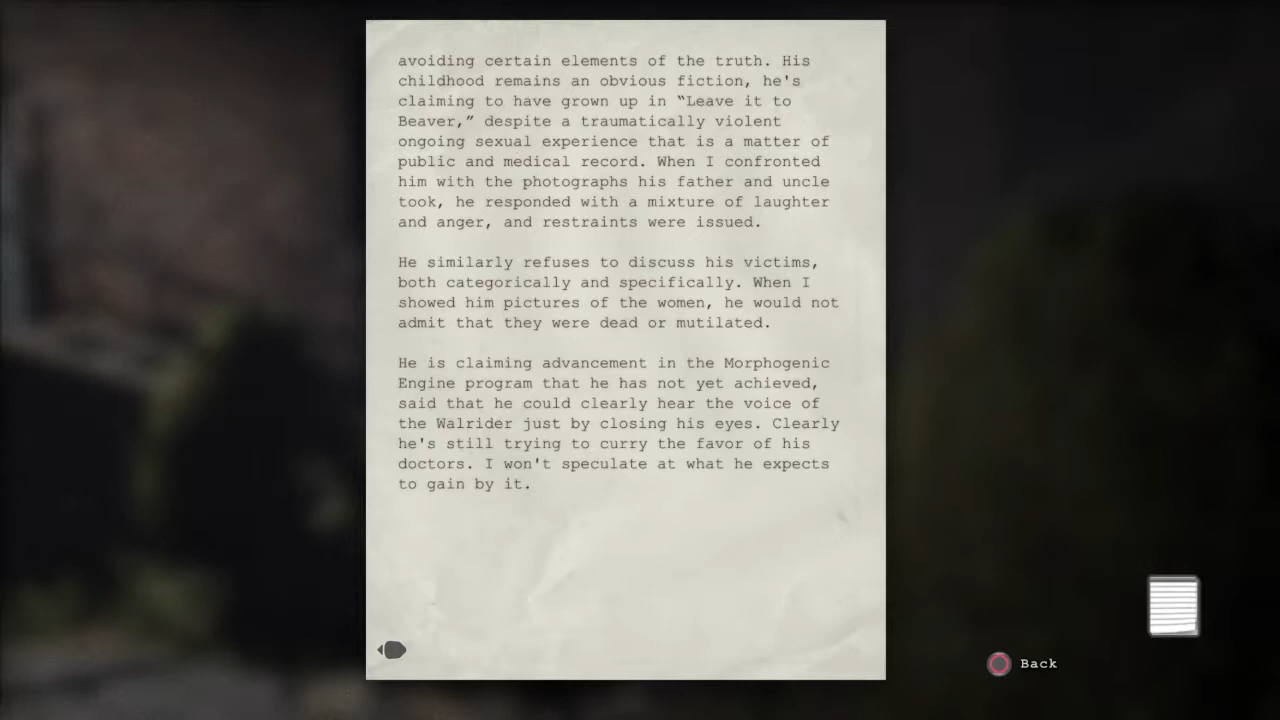 avoiding certain elements of the truth. His
childhood remains an obvious fiction, he's
claiming to have grown up in “Leave it to
Beaver,” despite a traumatically violent
ongoing sexual experience that is a matter of
public and medical record. When I confronted
him with the photographs his father and uncle
took, he responded with a mixture of laughter
and anger, and restraints were issued.
He similarly refuses to discuss his victims,
both categorically and specifically. When I
showed him pictures of the women, he would not
admit that they were dead or mutilated.
He is claiming advancement in the Morphogenic
Engine program that he has not yet achieved,
said that he could clearly hear the voice of
the Walrider just by closing his eyes. Clearly
he's still trying to curry the favor of his
doctors. I won't speculate at what he expects
to gain by it.
Back